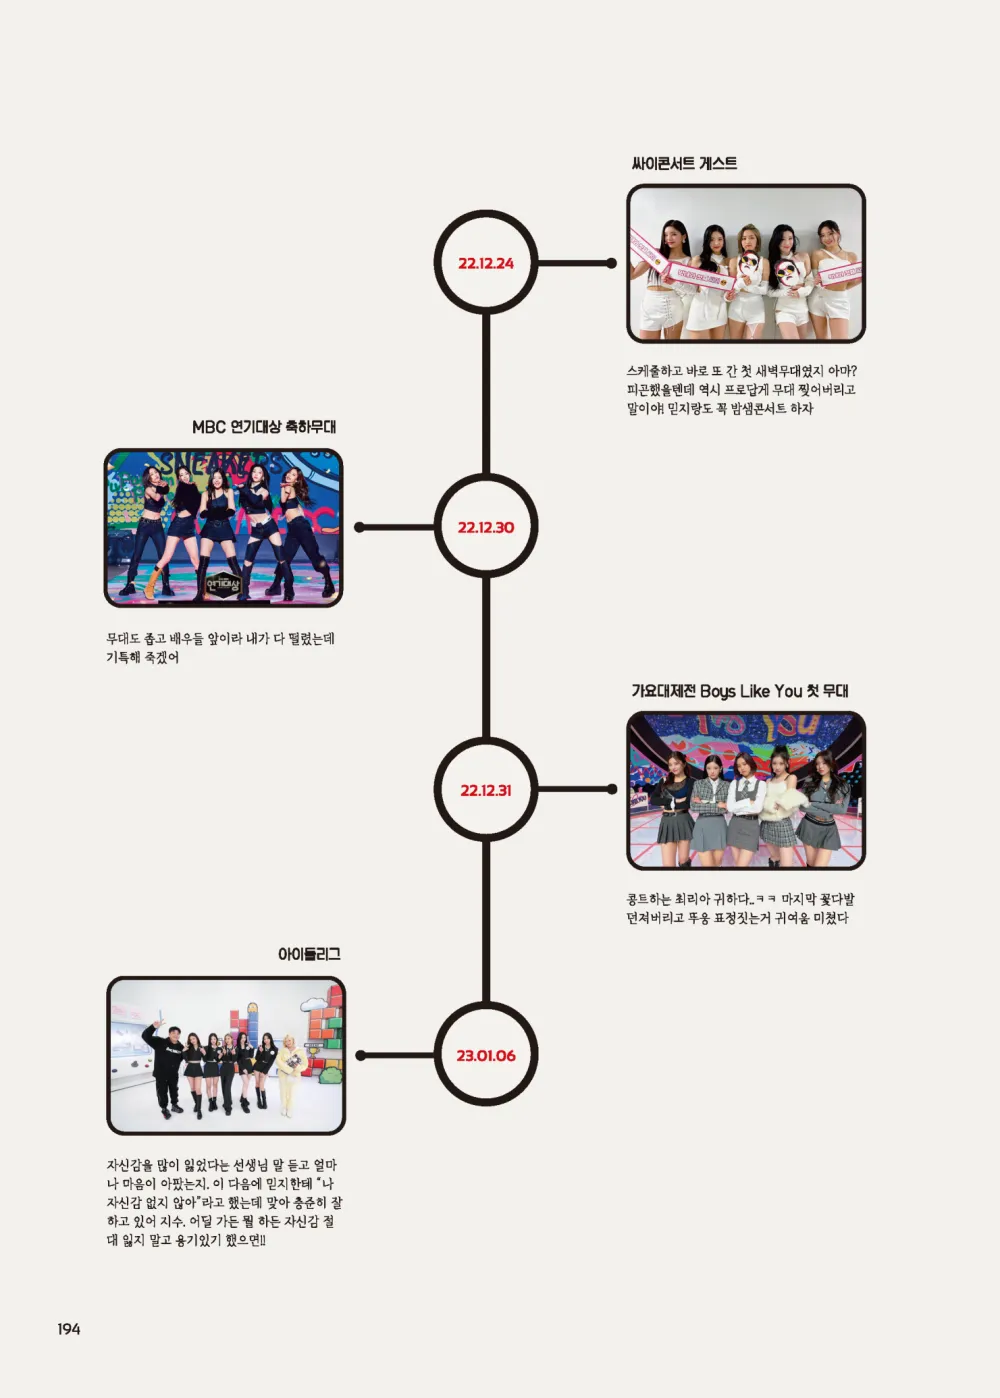 싸이콘서트 게스트
22.12.24
스케줄하고 바로 또 간 첫 새벽무대였지 아마?
피곤했을텐데 역시 프로답게 무대 찢어버리고
말이야! 믿지랑도 꼭 밤샘콘서트 하자
MBC 연기대상 축하무대
SNEAKERS
연기대상
22.12.30
무대도 좁고 배우들 앞이라 내가 다 떨렸는데
기특해 죽겠어
가요대제전 Boys Like You 첫 무대
22.12.31
콩트하는 최리아 귀하다..ㅋㅋ 마지막 꽃다발
던져버리고 뚜웅 표정짓는거 귀여움 미쳤다
아이돌리그
23.01.06
자신감을 많이 잃었다는 선생님 말 듣고 얼마
나 마음이 아팠는지. 이 다음에 믿지한테 “나
자신감 없지 않아”라고 했는데 맞아 충준히 잘
하고 있어 지수. 어딜 가든 뭘 하든 자신감 절
대 잃지 말고 용기있기 했으면!!
194